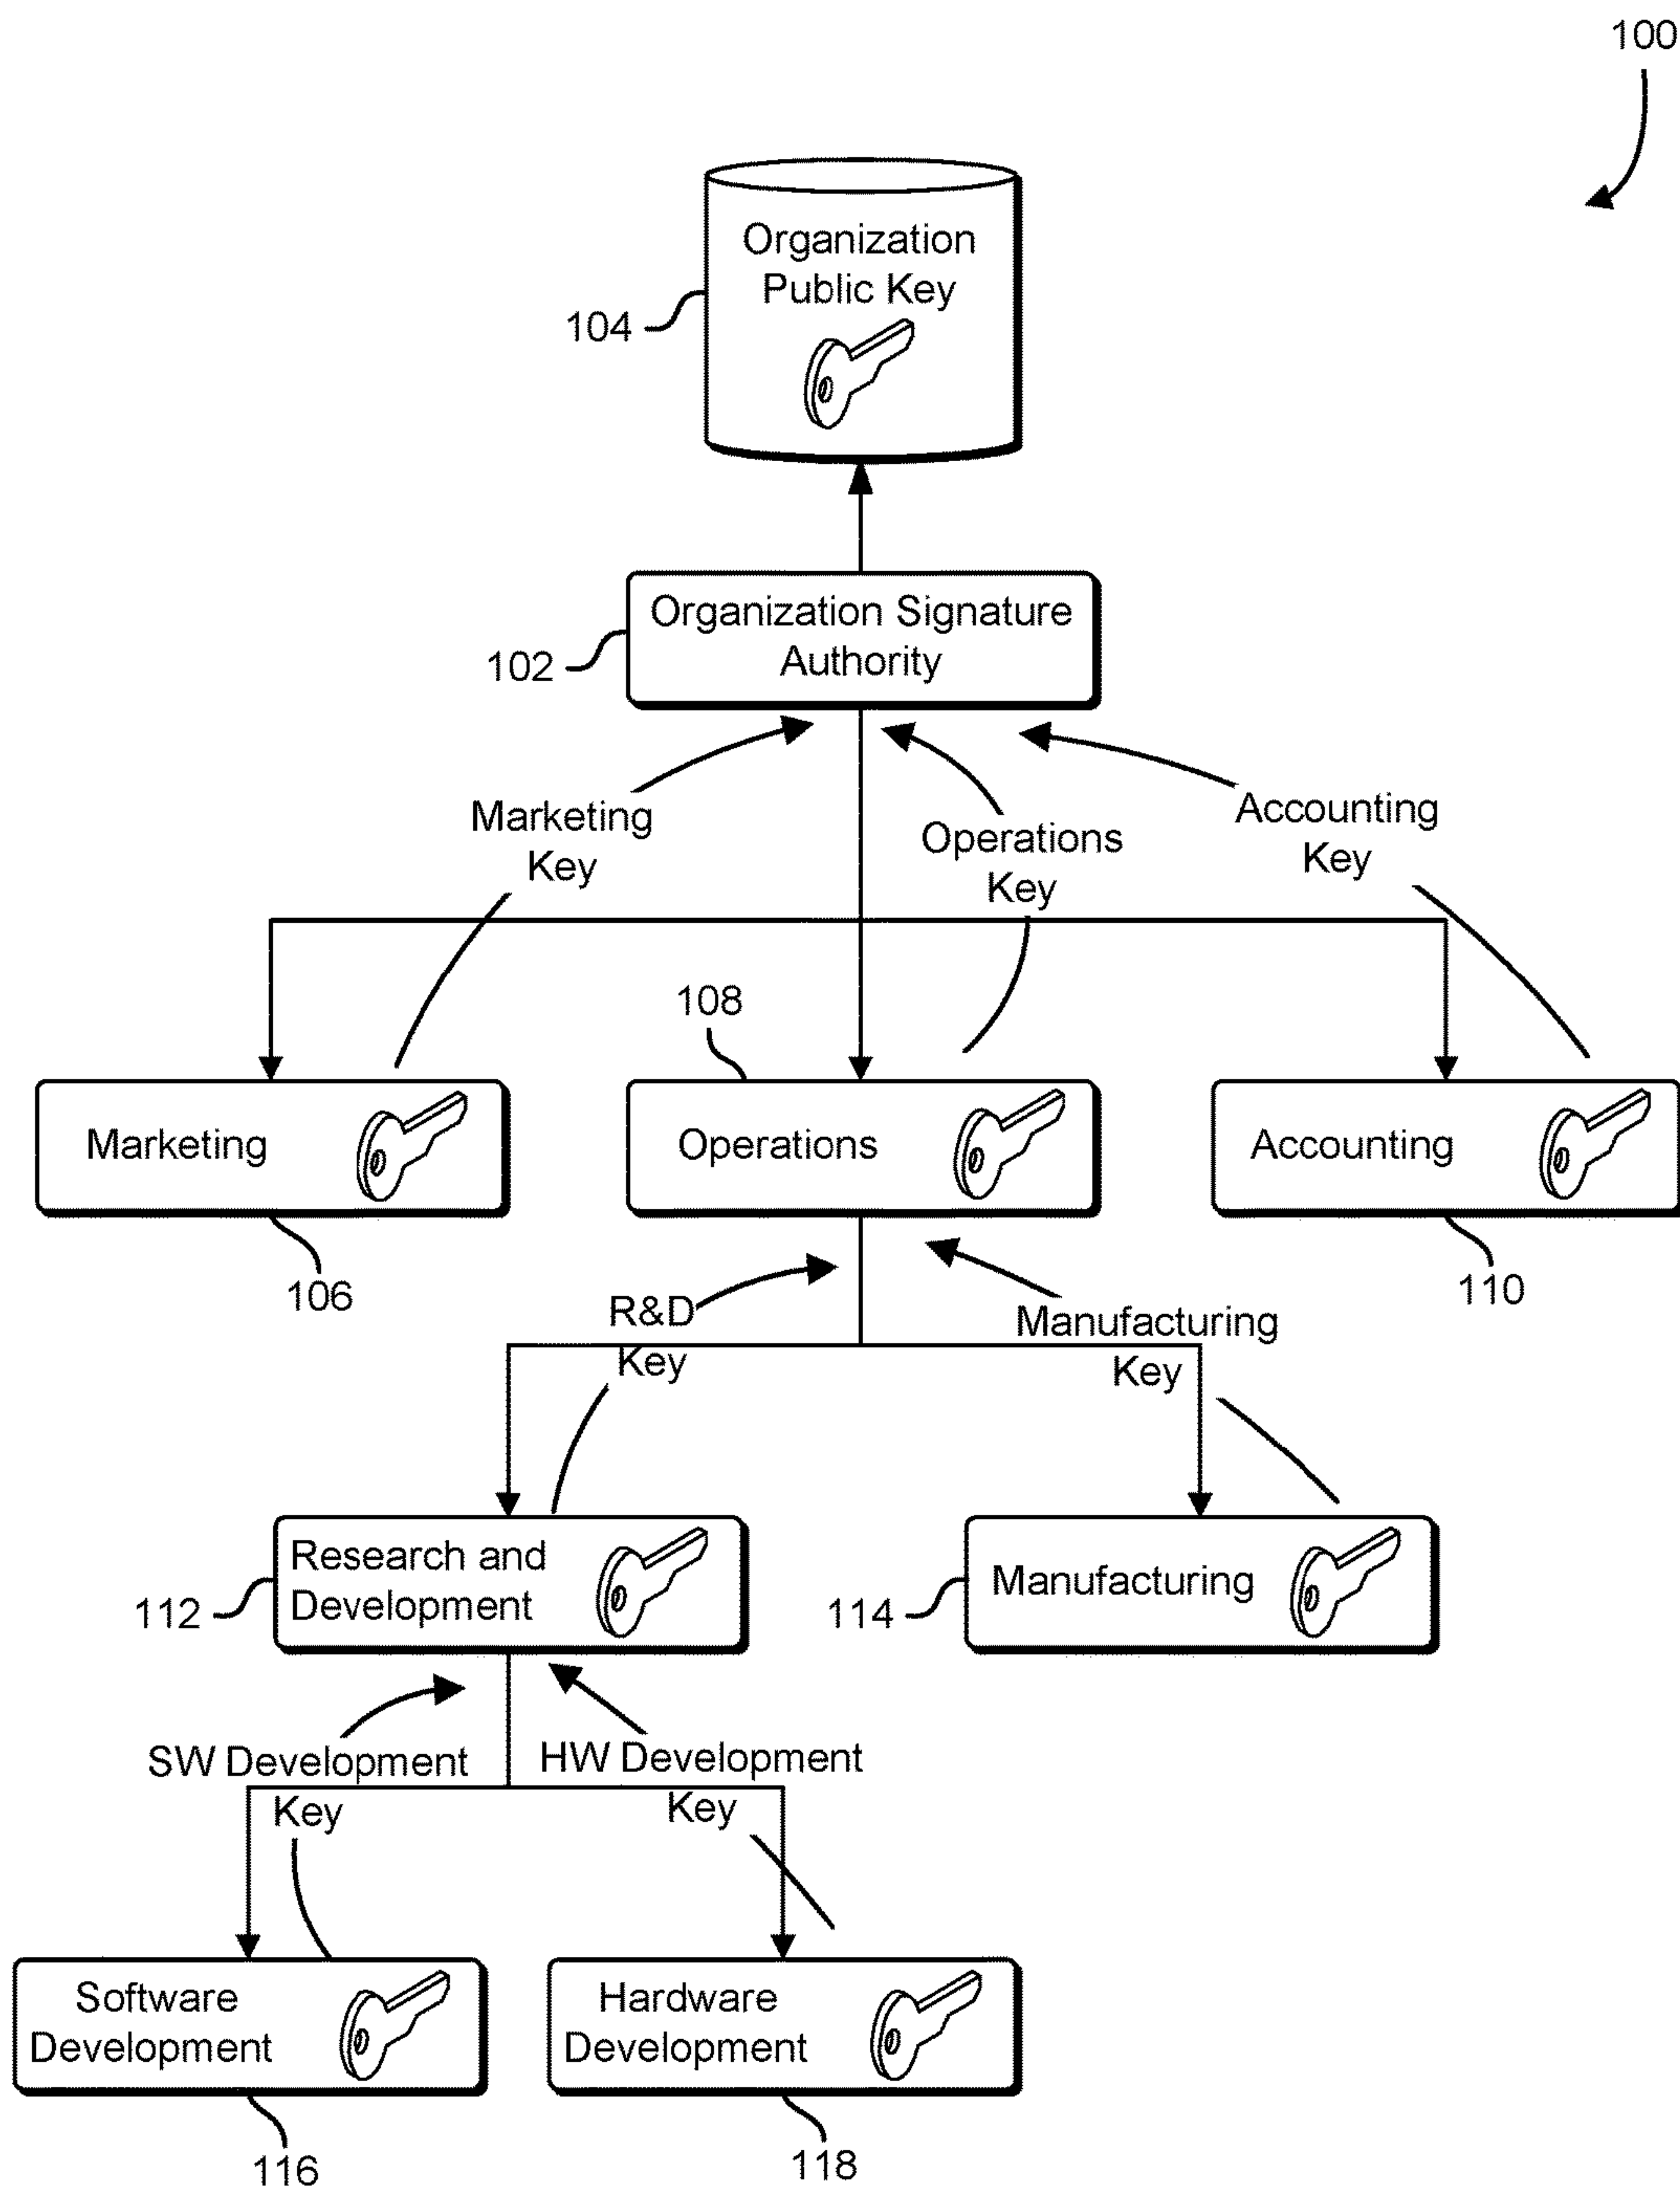 100
Organization
Public Key
104
Organization Signature
Authority
102
Marketing
Key
Operations
Key
Accounting
Key
108
Marketing
Operations
Accounting
106
110
R&D
Key
Manufacturing
Key
Research and
Development
112
Manufacturing
114
SW Development
Key
HW Development
Key
Software
Development
Hardware
Development
116
118